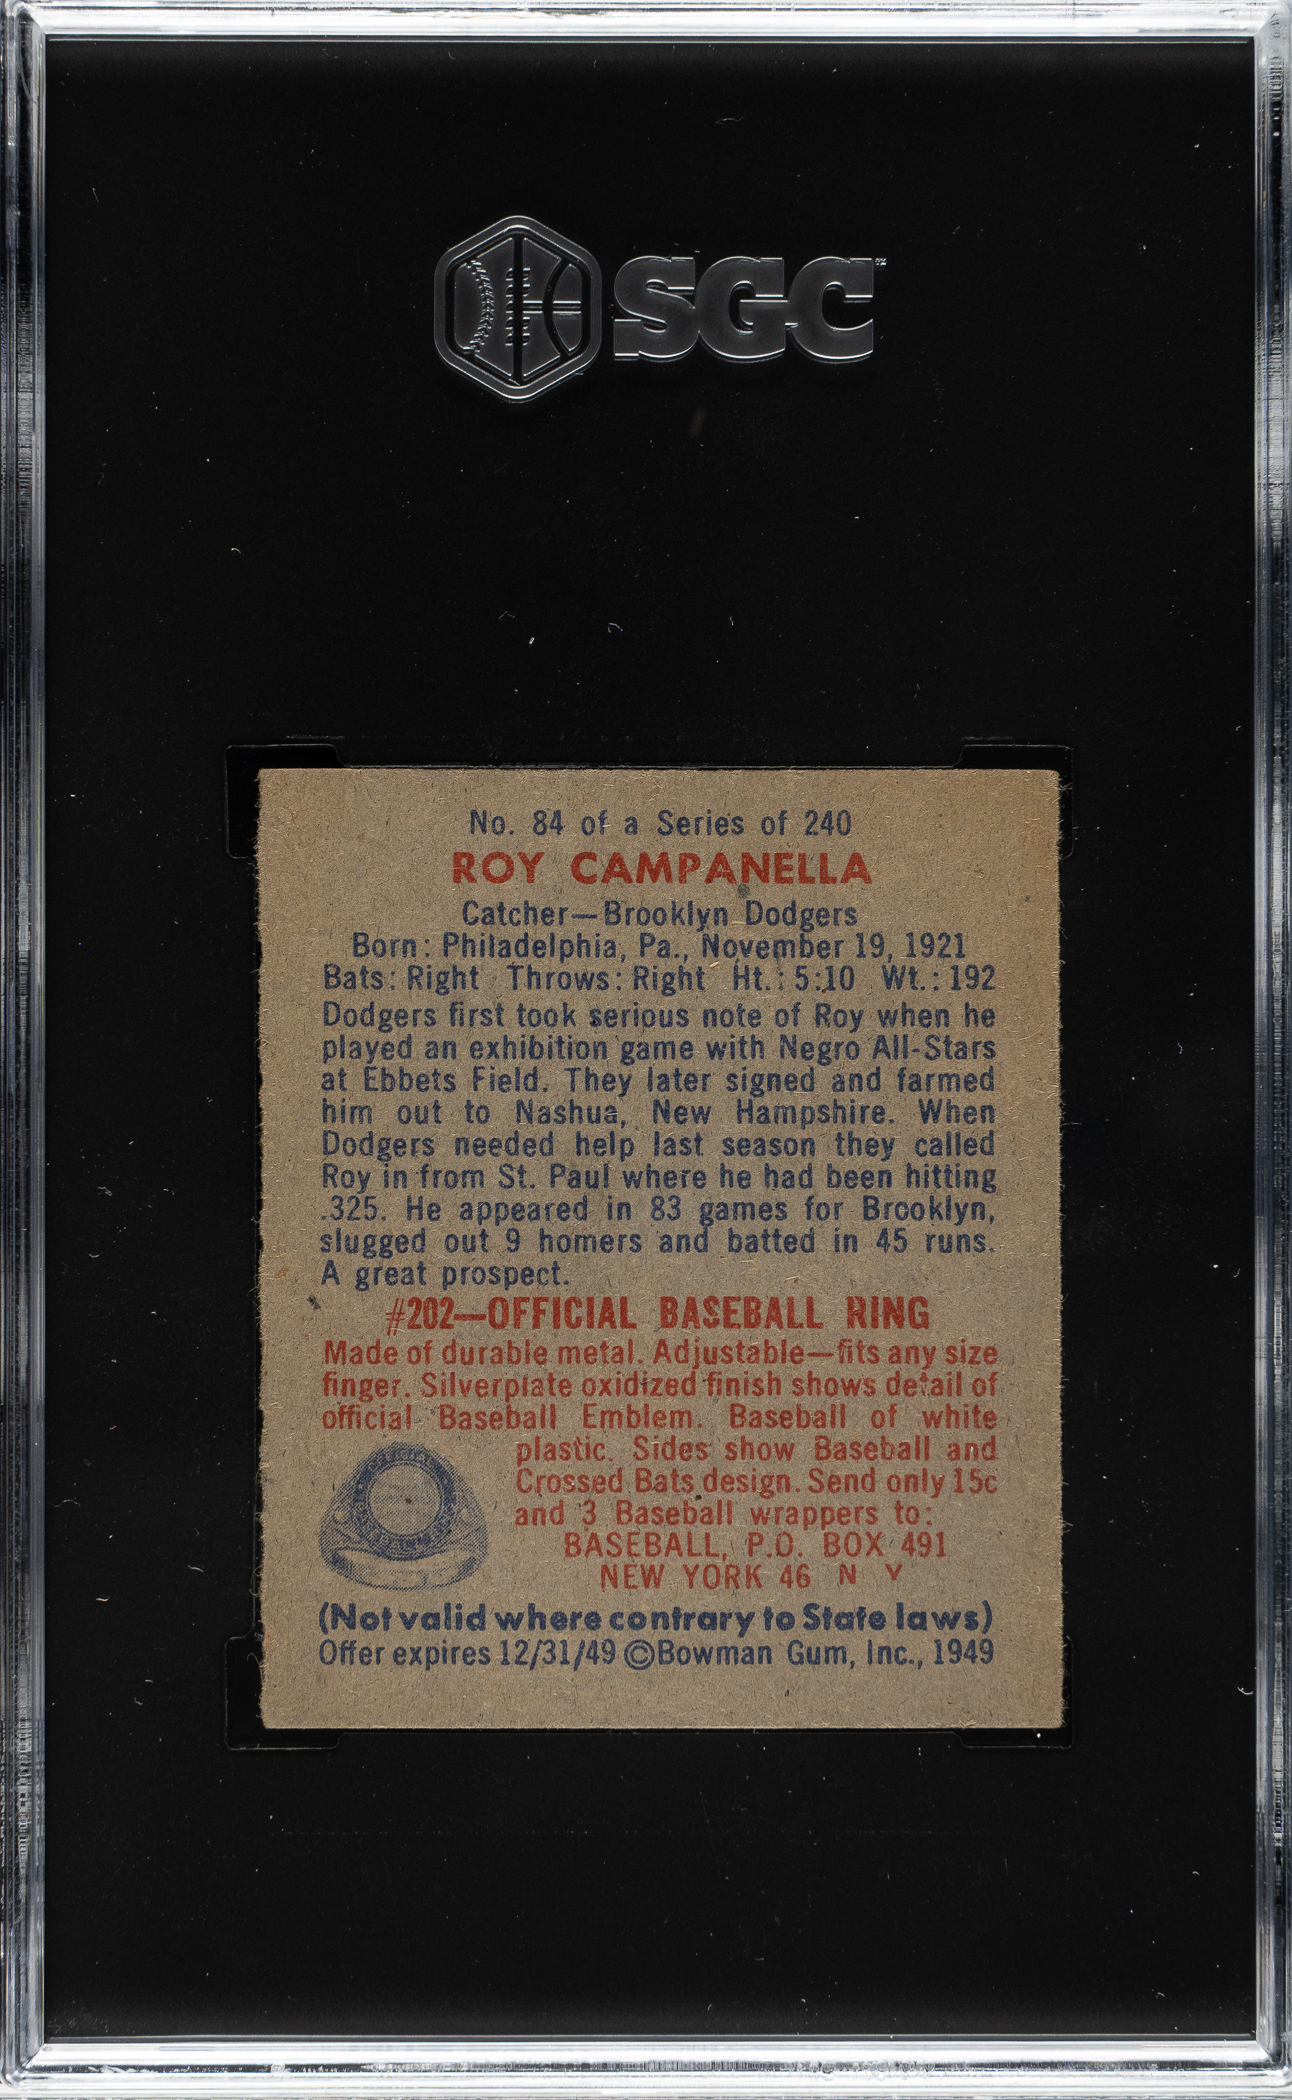 SGC™
No. 84 of a Series of 240
ROY CAMPANELLA
Catcher—Brooklyn Dodgers
Born: Philadelphia, Pa., November 19, 1921
Bats: Right Throws: Right Ht.: 5:10 Wt.: 192
Dodgers first took serious note of Roy when he
played an exhibition game with Negro All-Stars
at Ebbets Field. They later signed and farmed
him out to Nashua, New Hampshire. When
Dodgers needed help last season they called
Roy in from St. Paul where he had been hitting
.325. He appeared in 83 games for Brooklyn,
slugged out 9 homers and batted in 45 runs.
A great prospect.
#202—OFFICIAL BASEBALL RING
Made of durable metal. Adjustable—fits any size
finger. Silverplate oxidized finish shows detail of
official Baseball Emblem. Baseball of white
plastic. Sides show Baseball and
Crossed Bats design. Send only 15c
and 3 Baseball wrappers to:
BASEBALL, P.O. BOX 491
NEW YORK 46 N Y
(Not valid where contrary to State laws)
Offer expires 12/31/49 ©Bowman Gum, Inc., 1949